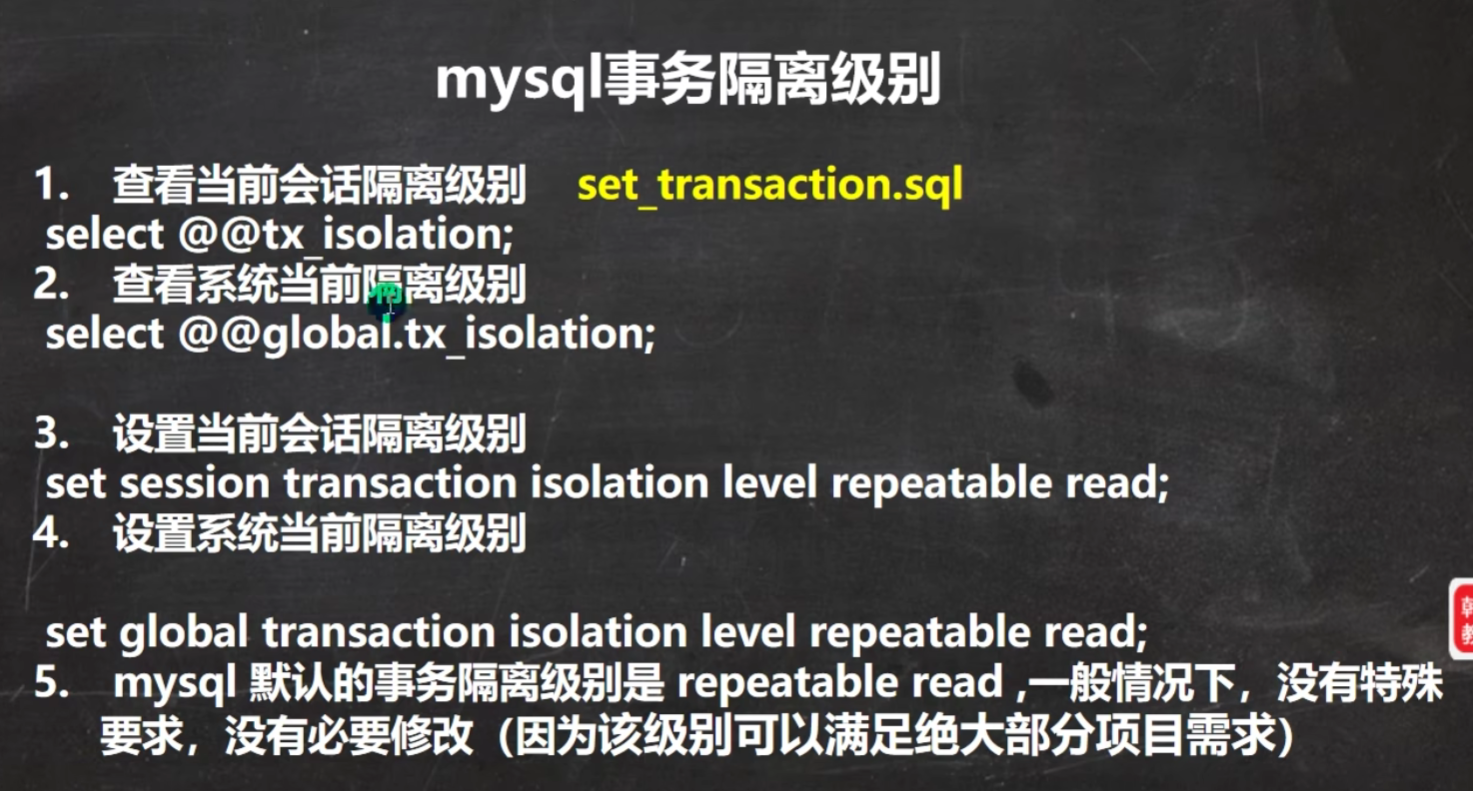 mysql事务隔离级别
1. 查看当前会话隔离级别 set_transaction.sql
select @@tx_isolation;
2. 查看系统当前隔离级别
select @@global.tx_isolation;
3. 设置当前会话隔离级别
set session transaction isolation level repeatable read;
4. 设置系统当前隔离级别
set global transaction isolation level repeatable read;
5. mysql 默认的事务隔离级别是 repeatable read ,一般情况下，没有特殊
要求，没有必要修改（因为该级别可以满足绝大部分项目需求）